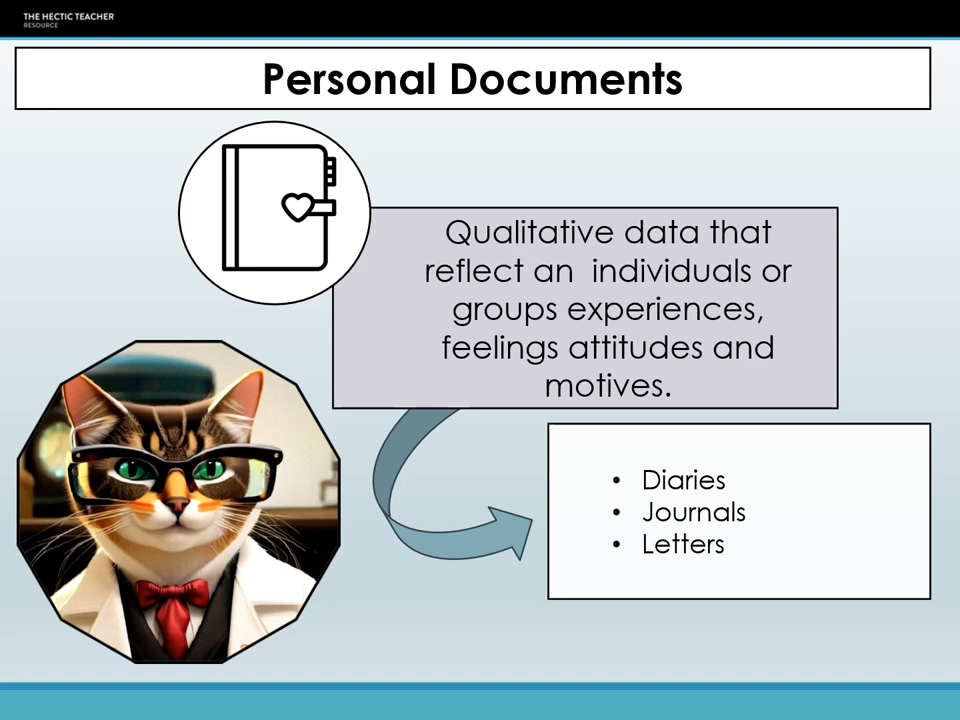 THE HECTIC TEACHER
RESOURCE
Personal Documents
Qualitative data that
reflect an  individuals or
groups experiences,
feelings attitudes and
motives.
• Diaries
• Journals
• Letters